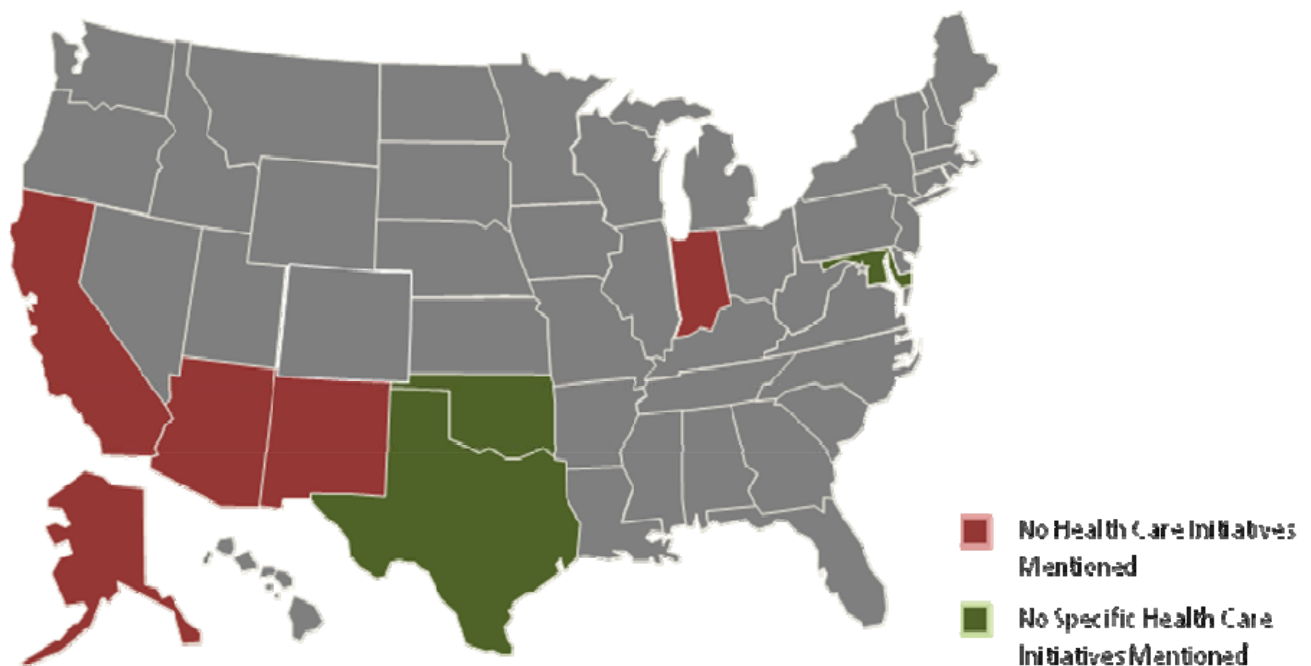 No Health Care Initiatives
Mentioned
No Specific Health Care
Initiatives Mentioned